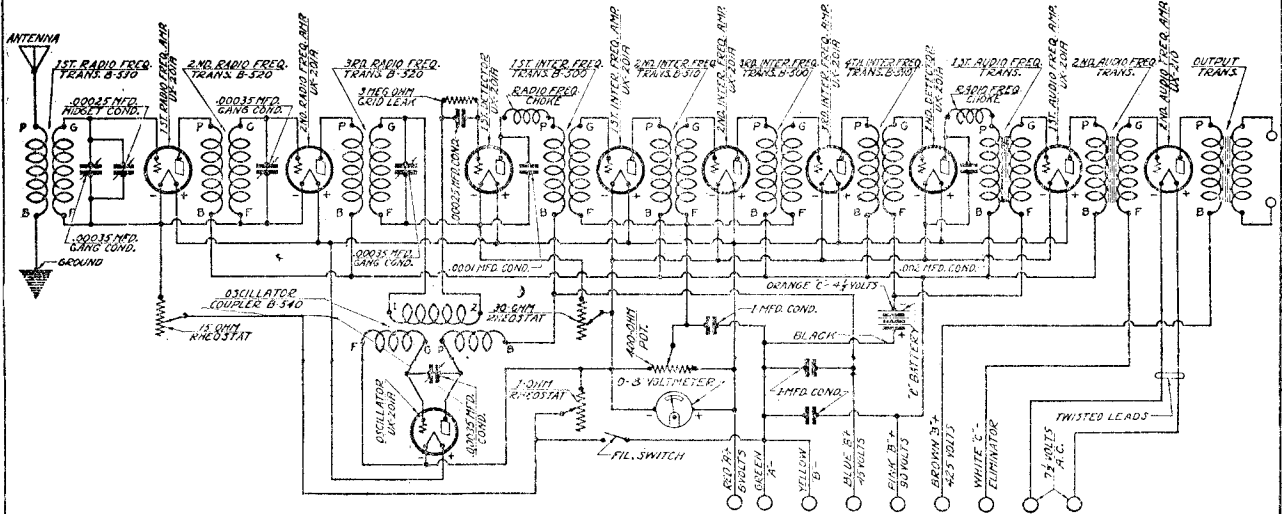 ANTENNA
1ST. RADIO FREQ.
TRANS. B-530
.00025 MFD.
MIDGET COND.
.00035 MFD.
GANG COND.
GROUND
1ST RADIO FREQ. AMP.
UX-201A
2ND. RADIO FREQ.
TRANS. B-520
.00035 MFD.
GANG COND.
2ND. RADIO FREQ. AMP.
UX-201A
3RD. RADIO FREQ.
TRANS. B-520
3 MEG OHM
GRID LEAK
.00025 MFD. COND.
.00035 MFD.
GANG COND.
1ST. DETECTOR
UX-201A
RADIO FREQ.
CHOKE
.0001 MFD. COND.
1ST. INTER. FREQ.
TRANS. B-500
1ST. INTER. FREQ. AMP.
UX-201A
2ND. INTER. FREQ.
TRANS. B-510
2ND. INTER. FREQ. AMP.
UX-201A
3RD. INTER. FREQ.
TRANS. B-500
3RD. INTER. FREQ. AMP.
UX-201A
4TH. INTER. FREQ.
TRANS. B-510
2ND. DETECTOR
UX-201A
RADIO FREQ.
CHOKE
.002 MFD. COND.
1ST. AUDIO FREQ.
TRANS.
1ST. AUDIO FREQ. AMP.
UX-201A
2ND. AUDIO FREQ.
TRANS.
2ND. AUDIO FREQ. AMP.
OUTPUT
TRANS.
P G B F
P G B F
P G B F
P G B F
P G B F
P G B F
P G B F
P G B F
P G B F
P B
15 OHM
RHEOSTAT
OSCILLATOR
COUPLER B-540
1 2
F G P B
OSCILLATOR
UX-201A
.00035 MFD.
COND.
30 OHM
RHEOSTAT
400 OHM
POT.
1 MFD. COND.
ORANGE "C"- 4½ VOLTS
BLACK
"C" BATTERY
0-8 VOLTMETER
1 MFD. COND.
FIL. SWITCH
TWISTED LEADS
RED "A"+
6 VOLTS
GREEN
"A"-
YELLOW
"B"-
BLUE "B"+
45 VOLTS
PINK "B"+
90 VOLTS
BROWN "B"+
425 VOLTS
WHITE "C"-
ELIMINATOR
7½ VOLTS
A.C.